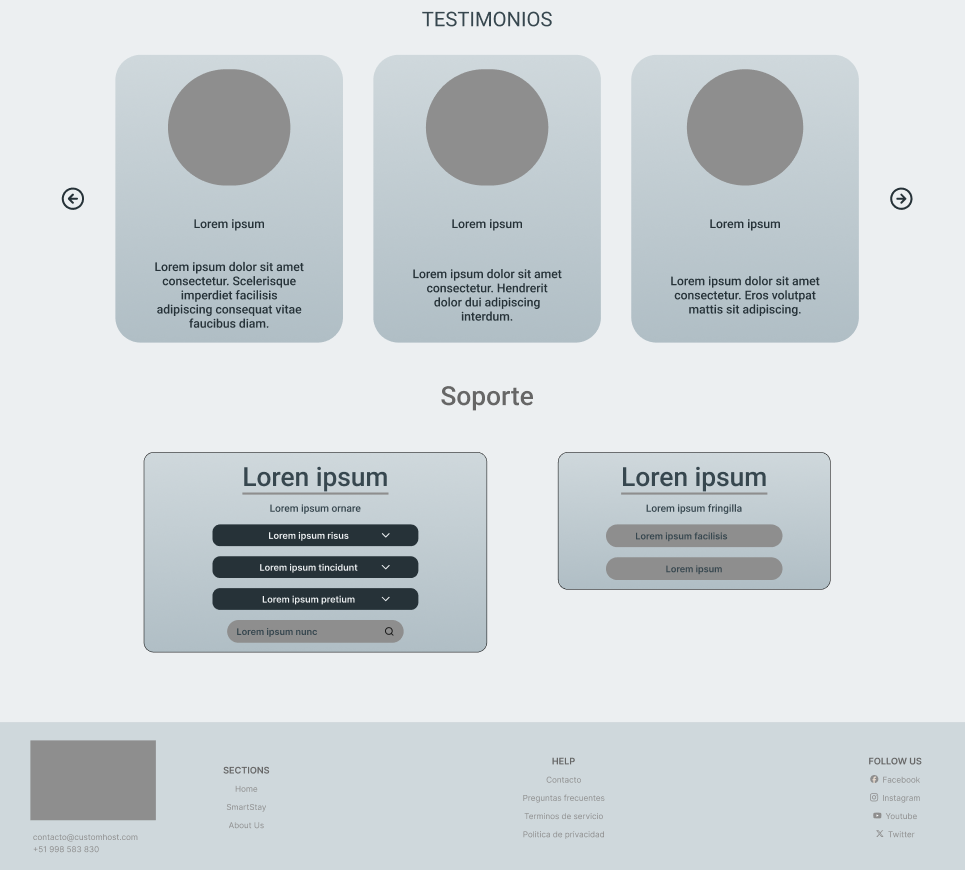 TESTIMONIOS
Lorem ipsum
Lorem ipsum dolor sit amet
consectetur. Scelerisque
imperdiet facilisis
adipiscing consequat vitae
faucibus diam.
Lorem ipsum
Lorem ipsum dolor sit amet
consectetur. Hendrerit
dolor dui adipiscing
interdum.
Lorem ipsum
Lorem ipsum dolor sit amet
consectetur. Eros volutpat
mattis sit adipiscing.
Soporte
Loren ipsum
Lorem ipsum ornare
Lorem ipsum risus
Lorem ipsum tincidunt
Lorem ipsum pretium
Lorem ipsum nunc
Loren ipsum
Lorem ipsum fringilla
Lorem ipsum facilisis
Lorem ipsum
contacto@customhost.com
+51 998 583 830
SECTIONS
Home
SmartStay
About Us
HELP
Contacto
Preguntas frecuentes
Terminos de servicio
Politica de privacidad
FOLLOW US
Facebook
Instagram
Youtube
Twitter